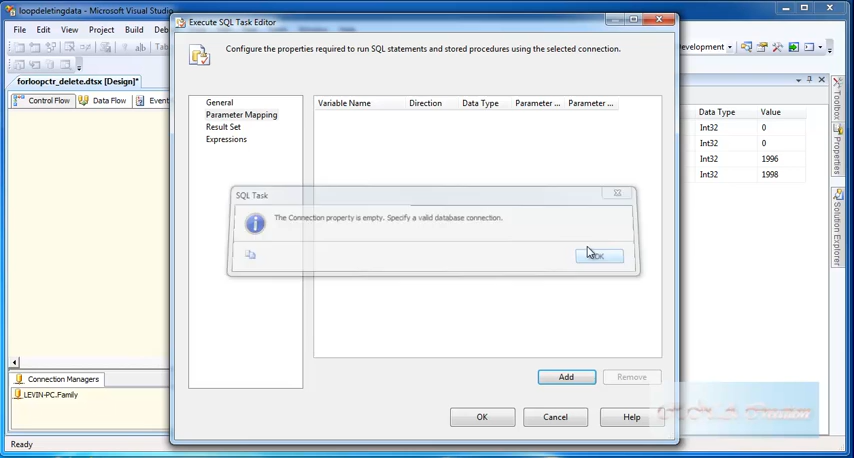 loopdeletingdata - Microsoft Visual Studio
Execute SQL Task Editor
File Edit View Project Build
Configure the properties required to run SQL statements and stored procedures using the selected connection.
forloopctr_delete.dtsx [Design]*
Control Flow Data Flow Event
General
Parameter Mapping
Result Set
Expressions
Variable Name Direction Data Type Parameter ... Parameter ...
Data Type Value
Int32 0
Int32 0
Int32 1996
Int32 1998
Toolbox
Properties
Solution Explorer
SQL Task
The Connection property is empty. Specify a valid database connection.
OK
Connection Managers
LEVIN-PC.Family
Add Remove
OK Cancel Help
Ready